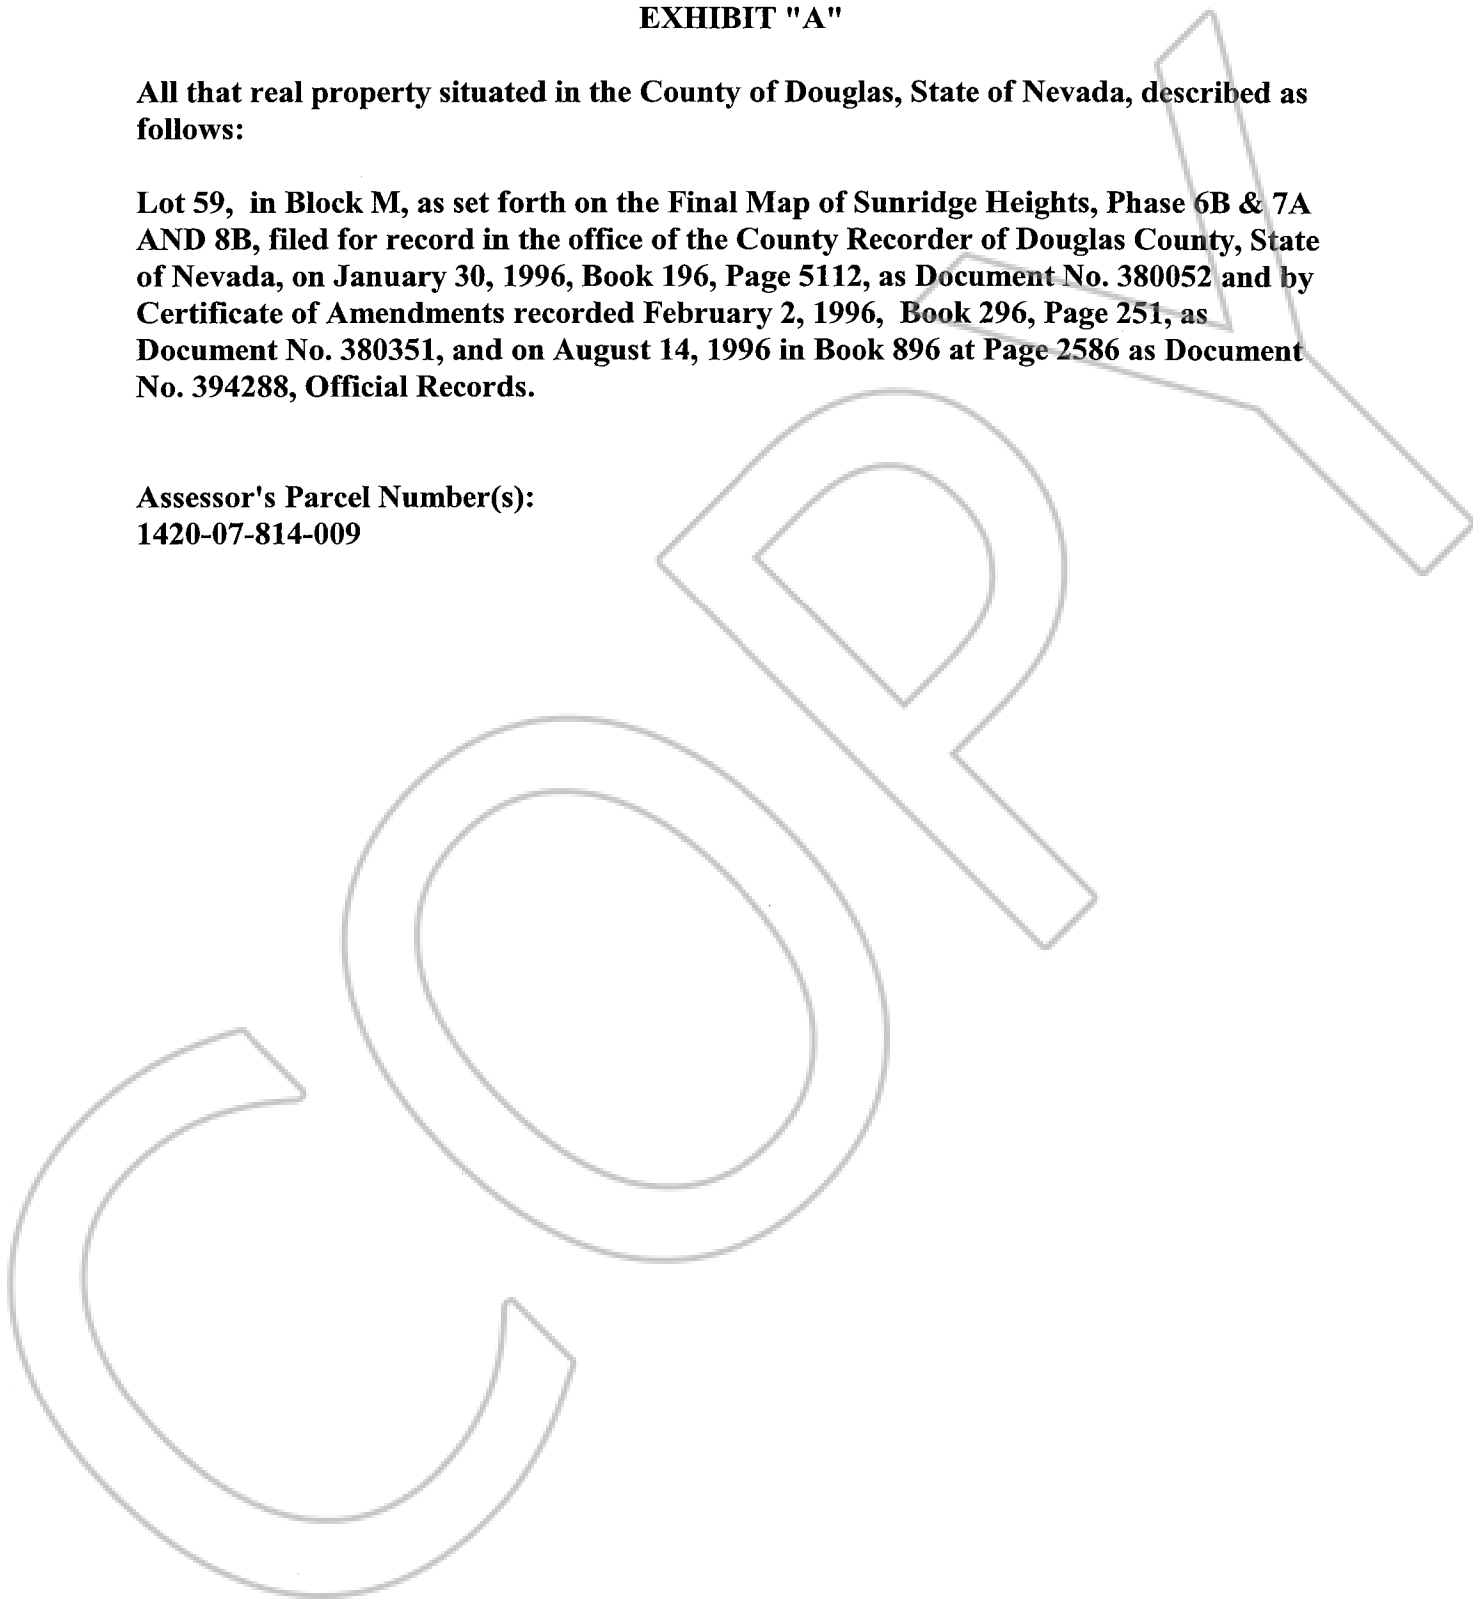 EXHIBIT "A"
All that real property situated in the County of Douglas, State of Nevada, described as
follows:
Lot 59,  in Block M, as set forth on the Final Map of Sunridge Heights, Phase 6B & 7A
AND 8B, filed for record in the office of the County Recorder of Douglas County, State
of Nevada, on January 30, 1996, Book 196, Page 5112, as Document No. 380052 and by
Certificate of Amendments recorded February 2, 1996,  Book 296, Page 251, as
Document No. 380351, and on August 14, 1996 in Book 896 at Page 2586 as Document
No. 394288, Official Records.
Assessor's Parcel Number(s):
1420-07-814-009
COPY